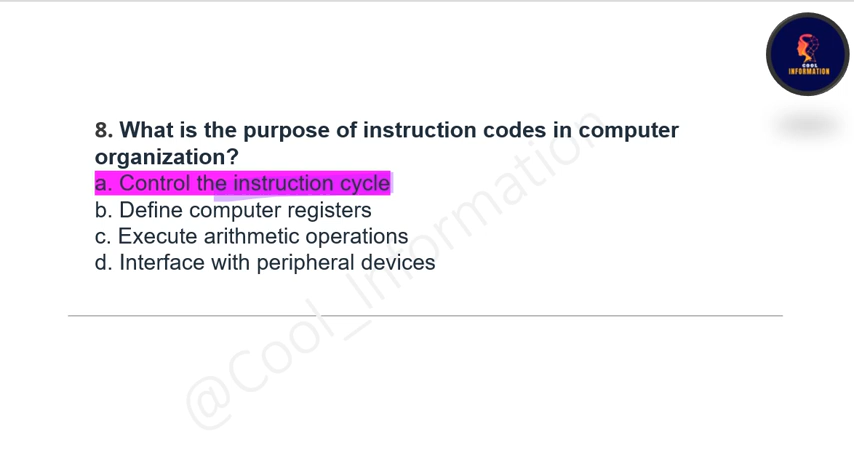 COOL
INFORMATION
8. What is the purpose of instruction codes in computer
organization?
a. Control the instruction cycle
b. Define computer registers
c. Execute arithmetic operations
d. Interface with peripheral devices
@Cool_Information